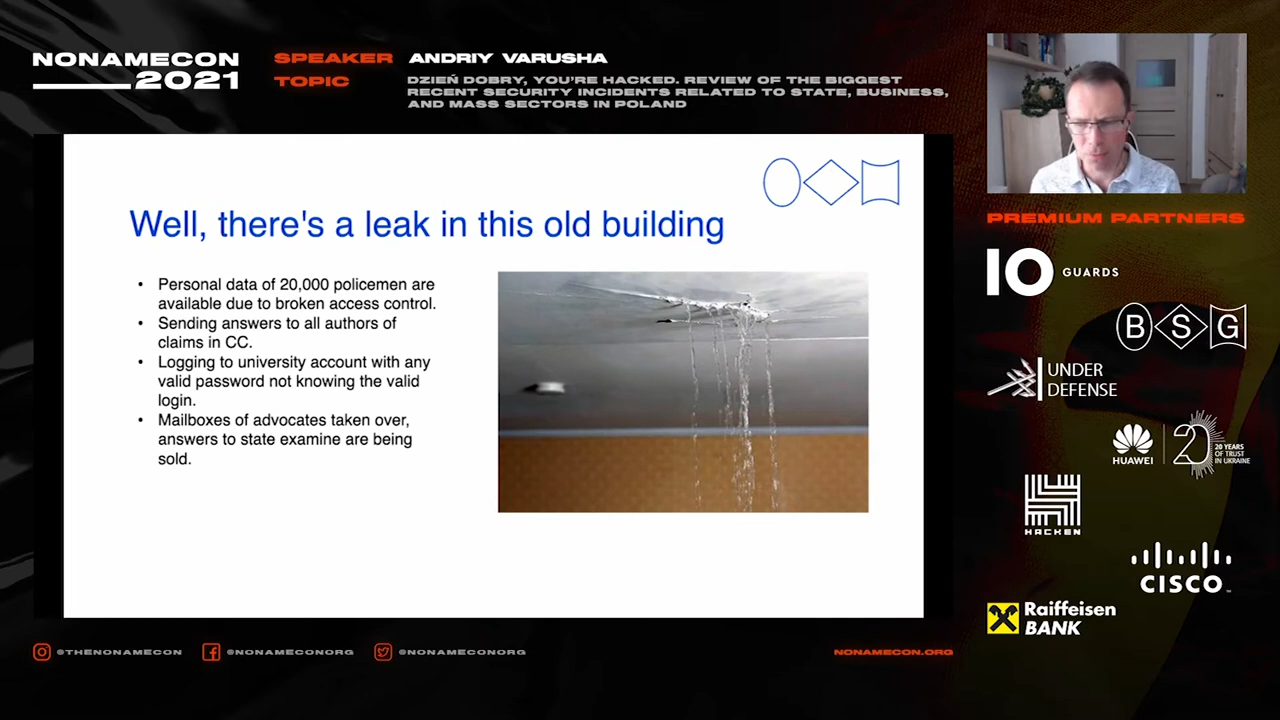 NONAMECON
2021
SPEAKER ANDRIY VARUSHA
TOPIC DZIEŃ DOBRY, YOU'RE HACKED. REVIEW OF THE BIGGEST
RECENT SECURITY INCIDENTS RELATED TO STATE, BUSINESS,
AND MASS SECTORS IN POLAND
Well, there's a leak in this old building
• Personal data of 20,000 policemen are
available due to broken access control.
• Sending answers to all authors of
claims in CC.
• Logging to university account with any
valid password not knowing the valid
login.
• Mailboxes of advocates taken over,
answers to state examine are being
sold.
PREMIUM PARTNERS
10 GUARDS
B S G
UNDER
DEFENSE
HUAWEI
20 20 YEARS
OF TRUST
IN UKRAINE
HACKEN
CISCO
Raiffeisen
BANK
@THENONAMECON
@NONAMECONORG
@NONAMECONORG
NONAMECON.ORG